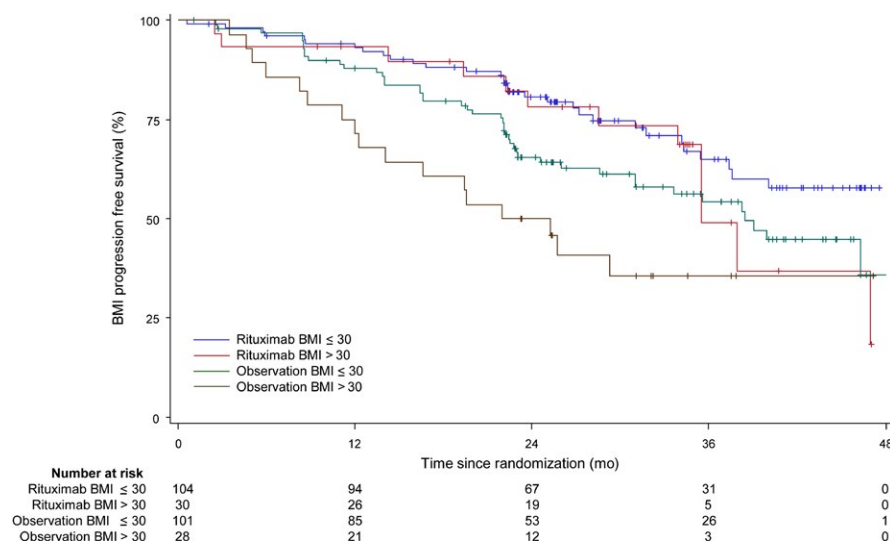 BMI progression free survival (%)
100
75
50
25
0
Rituximab BMI ≤ 30
Rituximab BMI > 30
Observation BMI ≤ 30
Observation BMI > 30
0 12 24 36 48
Time since randomization (mo)
Number at risk
Rituximab BMI ≤ 30 104 94 67 31 0
Rituximab BMI > 30 30 26 19 5 0
Observation BMI ≤ 30 101 85 53 26 1
Observation BMI > 30 28 21 12 3 0